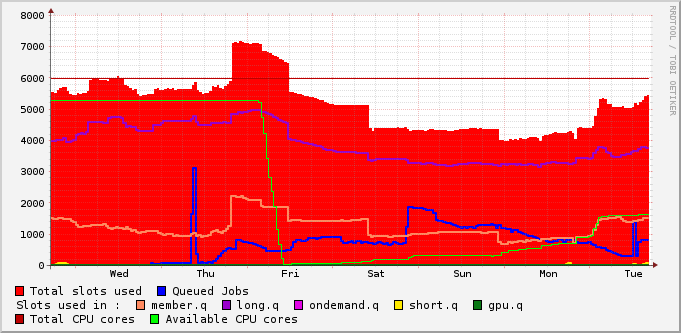 8000
7000
6000
5000
4000
3000
2000
1000
0
Wed Thu Fri Sat Sun Mon Tue
Total slots used Queued Jobs
Slots used in : member.q long.q ondemand.q short.q gpu.q
Total CPU cores Available CPU cores
RRDTOOL / TOBI OETIKER